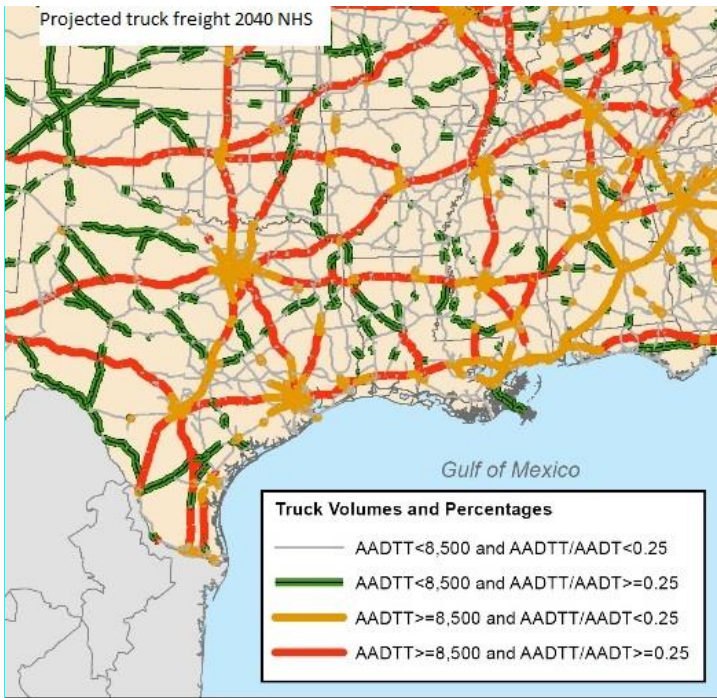 Projected truck freight 2040 NHS
Gulf of Mexico
Truck Volumes and Percentages
AADTT<8,500 and AADTT/AADT<0.25
AADTT<8,500 and AADTT/AADT>=0.25
AADTT>=8,500 and AADTT/AADT<0.25
AADTT>=8,500 and AADTT/AADT>=0.25